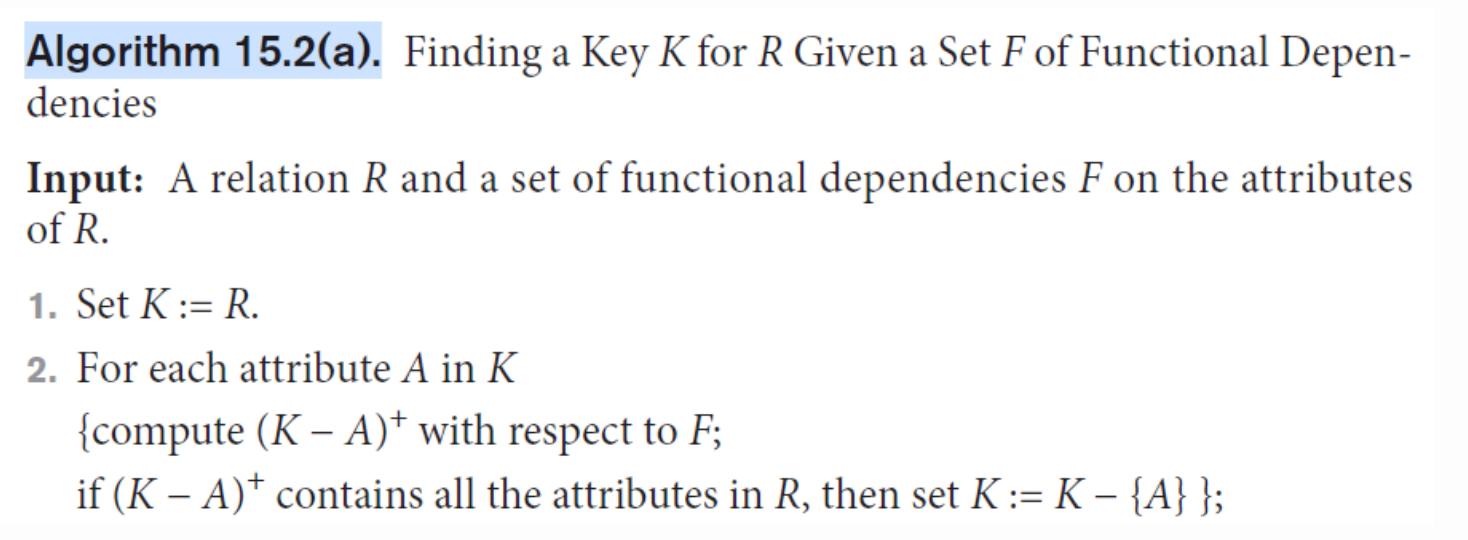 Algorithm 15.2(a). Finding a Key K for R Given a Set F of Functional Depen-
dencies
Input: A relation R and a set of functional dependencies F on the attributes
of R.
1. Set K := R.
2. For each attribute A in K
{compute (K – A)⁺ with respect to F;
if (K – A)⁺ contains all the attributes in R, then set K := K – {A} };